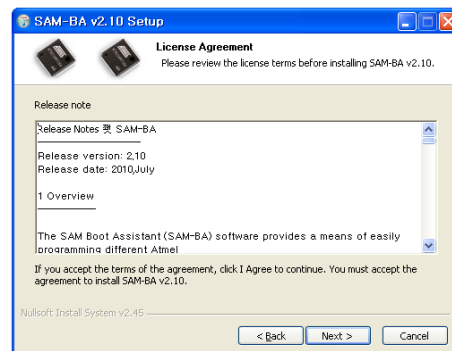 SAM-BA v2.10 Setup
License Agreement
Please review the license terms before installing SAM-BA v2.10.
Release note
Release Notes 펯 SAM-BA
Release version: 2,10
Release date: 2010,July
1 Overview
The SAM Boot Assistant (SAM-BA) software provides a means of easily
programming different Atmel
If you accept the terms of the agreement, click I Agree to continue. You must accept the
agreement to install SAM-BA v2.10.
Nullsoft Install System v2.45
< Back
Next >
Cancel